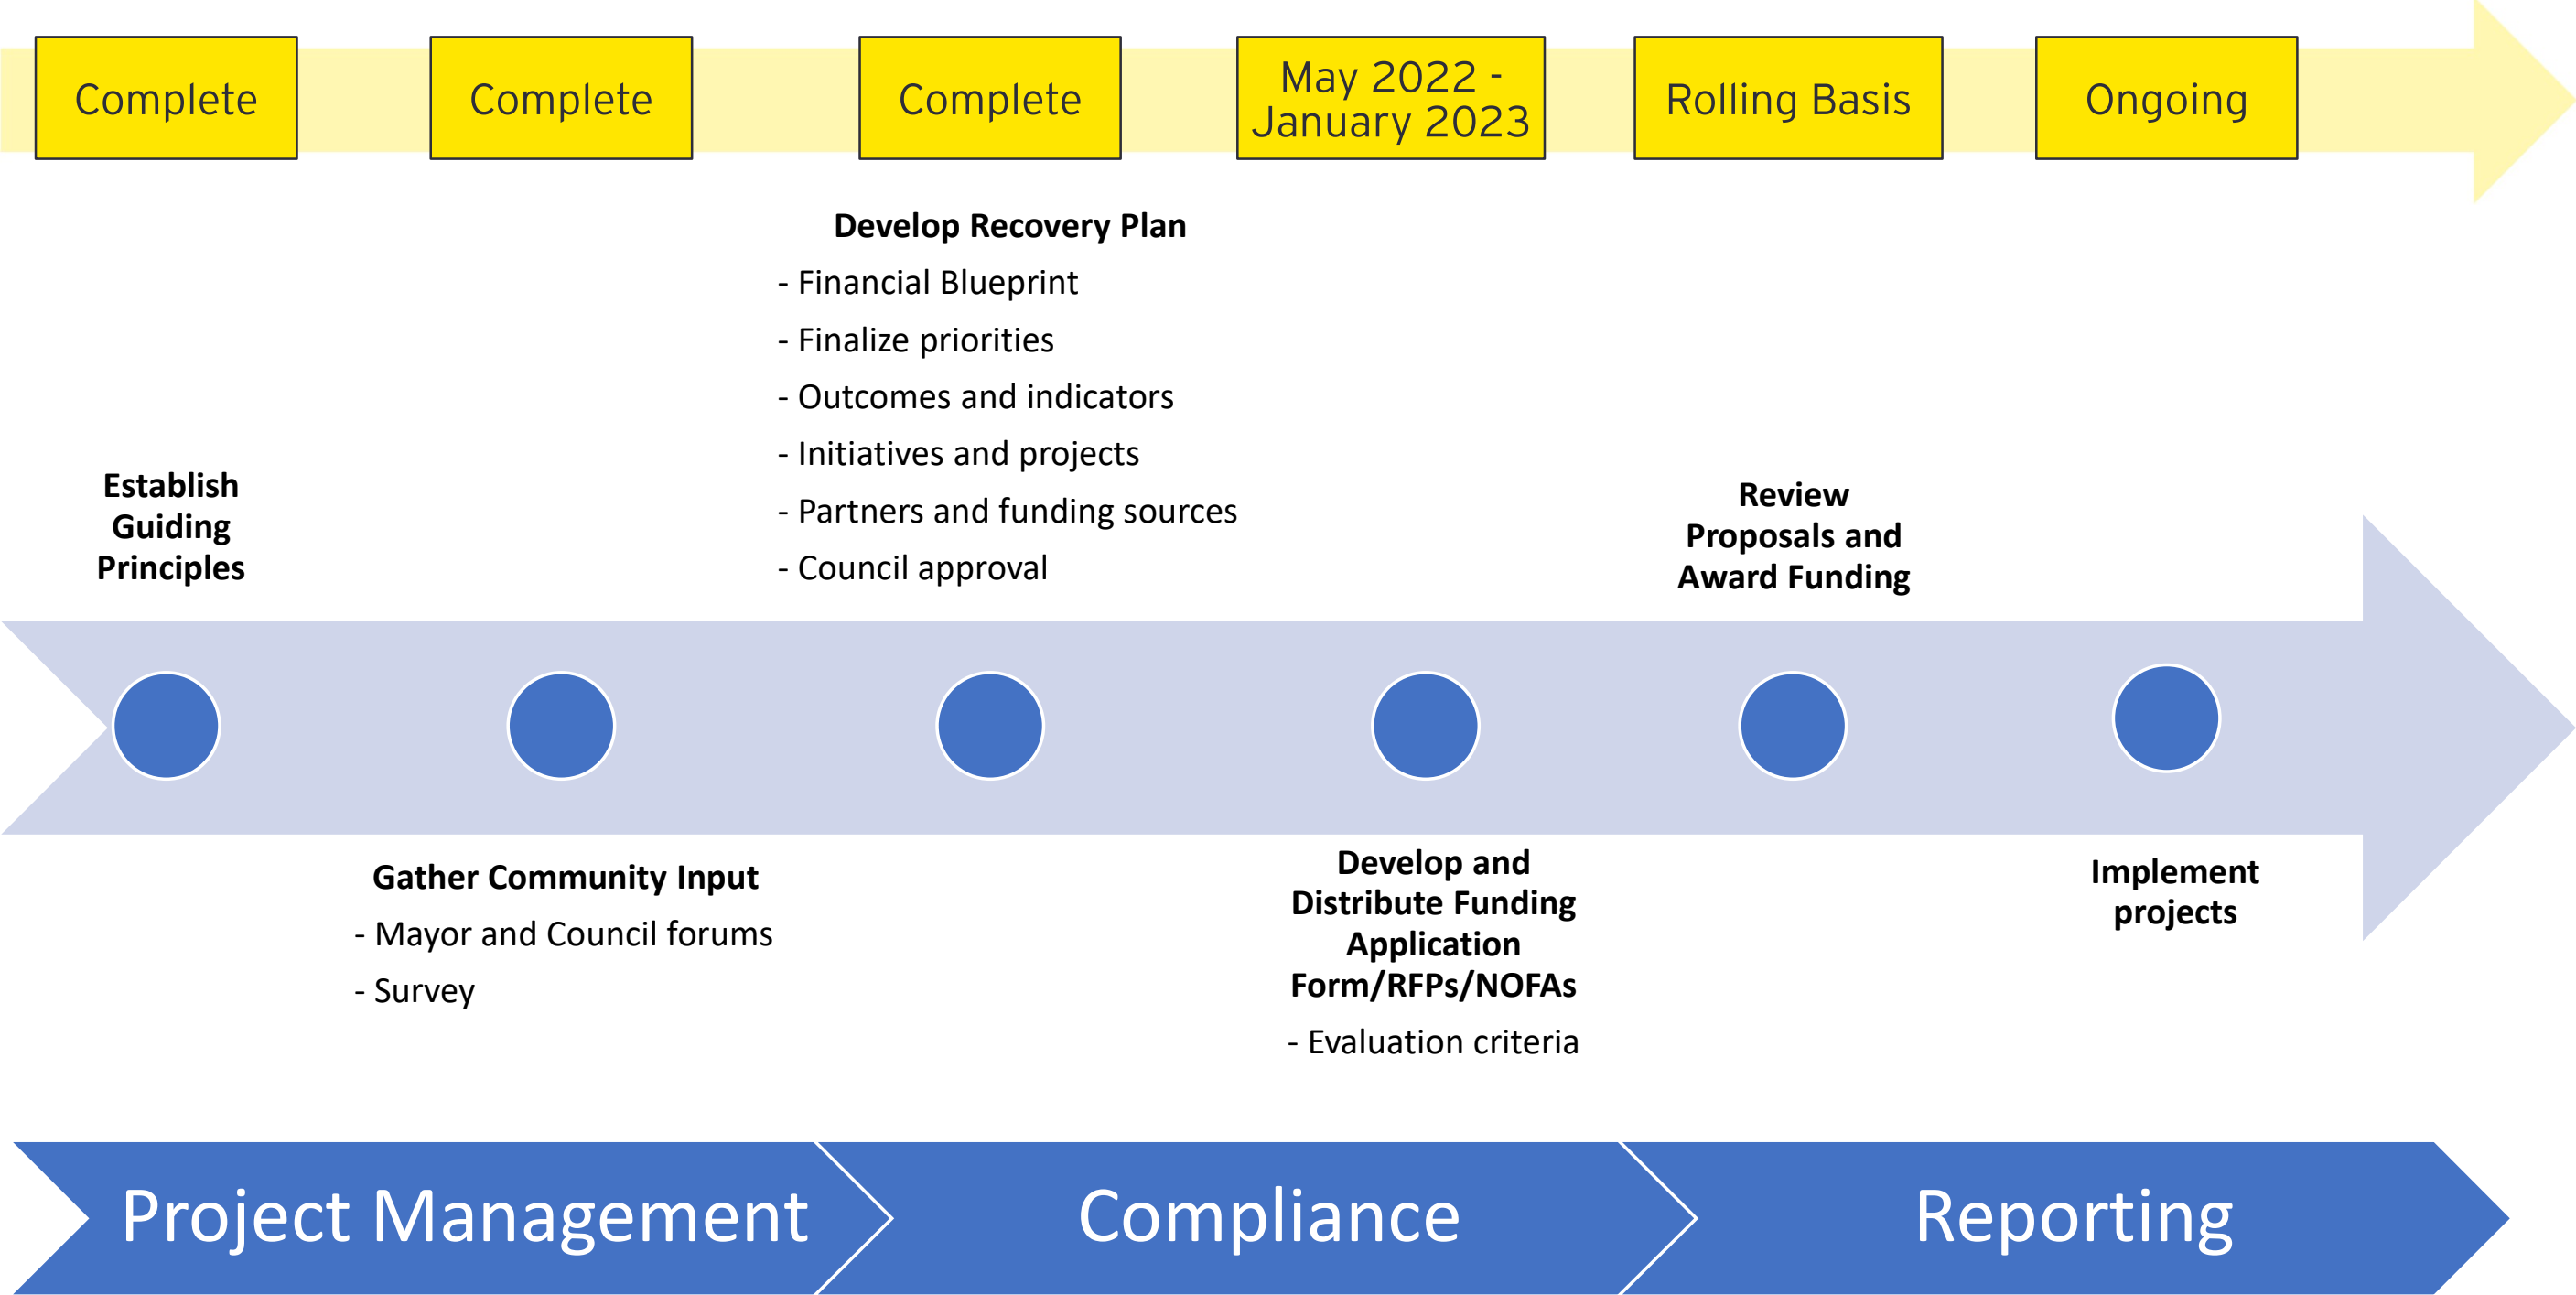 Complete
Complete
Complete
May 2022 -
January 2023
Rolling Basis
Ongoing
Establish
Guiding
Principles
Gather Community Input
- Mayor and Council forums
- Survey
Develop Recovery Plan
- Financial Blueprint
- Finalize priorities
- Outcomes and indicators
- Initiatives and projects
- Partners and funding sources
- Council approval
Develop and
Distribute Funding
Application
Form/RFPs/NOFAs
- Evaluation criteria
Review
Proposals and
Award Funding
Implement
projects
Project Management
Compliance
Reporting